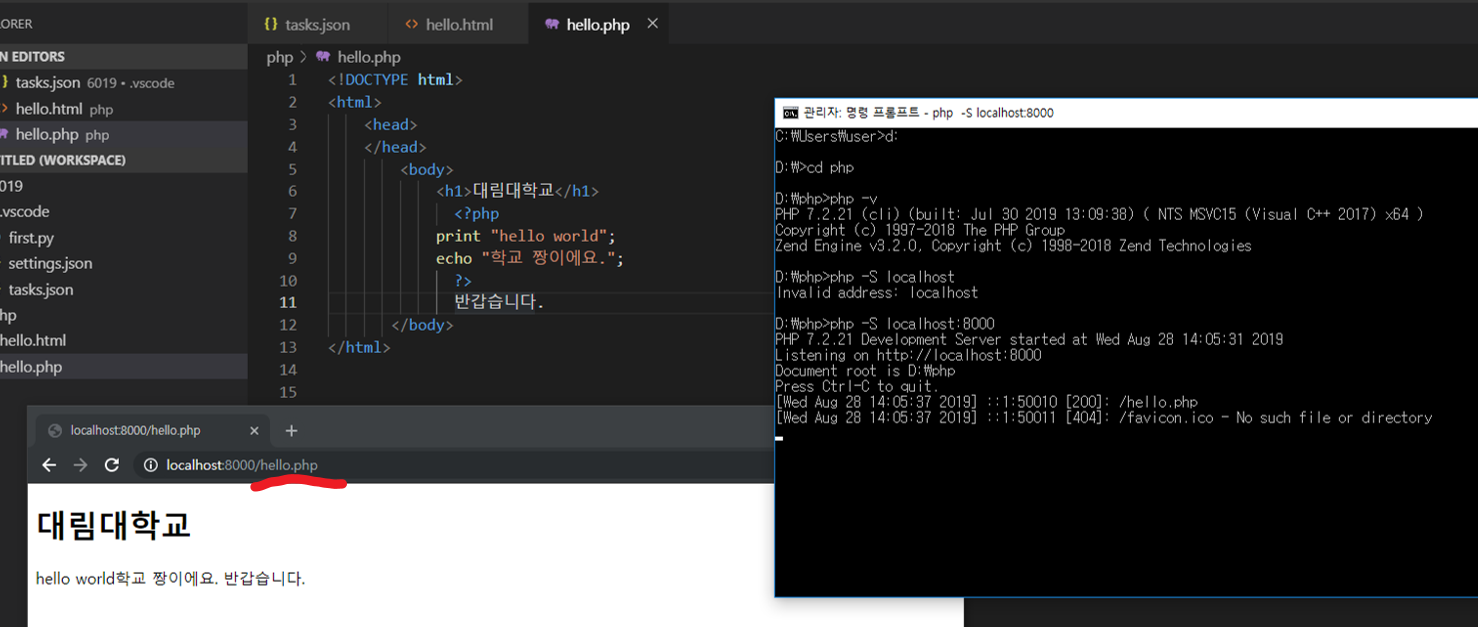 ORER
N EDITORS
tasks.json 6019 • .vscode
hello.html php
hello.php php
TITLED (WORKSPACE)
019
.vscode
first.py
settings.json
tasks.json
hp
hello.html
hello.php
{} tasks.json <> hello.html hello.php ×
php > hello.php
1 <!DOCTYPE html>
2 <html>
3 <head>
4 </head>
5 <body>
6 <h1>대림대학교</h1>
7 <?php
8 print "hello world";
9 echo "학교 짱이에요.";
10 ?>
11 반갑습니다.
12 </body>
13 </html>
14
15
관리자: 명령 프롬프트 - php -S localhost:8000
C:\Users\user>d:
D:\>cd php
D:\php>php -v
PHP 7.2.21 (cli) (built: Jul 30 2019 13:09:38) ( NTS MSVC15 (Visual C++ 2017) x64 )
Copyright (c) 1997-2018 The PHP Group
Zend Engine v3.2.0, Copyright (c) 1998-2018 Zend Technologies
D:\php>php -S localhost
Invalid address: localhost
D:\php>php -S localhost:8000
PHP 7.2.21 Development Server started at Wed Aug 28 14:05:31 2019
Listening on http://localhost:8000
Document root is D:\php
Press Ctrl-C to quit.
[Wed Aug 28 14:05:37 2019] ::1:50010 [200]: /hello.php
[Wed Aug 28 14:05:37 2019] ::1:50011 [404]: /favicon.ico - No such file or directory
localhost:8000/hello.php × +
localhost:8000/hello.php
대림대학교
hello world학교 짱이에요. 반갑습니다.